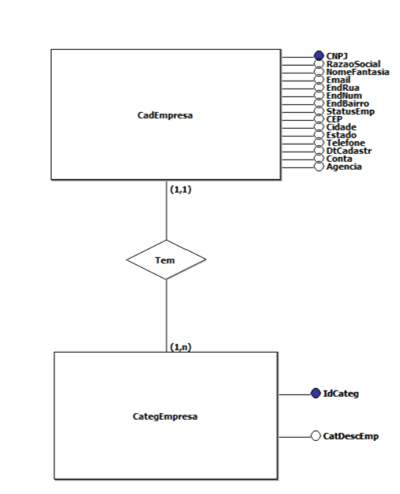 CNPJ
RazaoSocial
NomeFantasia
Email
EndRua
EndNum
EndBairro
StatusEmp
CEP
Cidade
Estado
Telefone
DtCadastr
Conta
Agencia
CadEmpresa
(1,1)
Tem
(1,n)
IdCateg
CategEmpresa
CatDescEmp